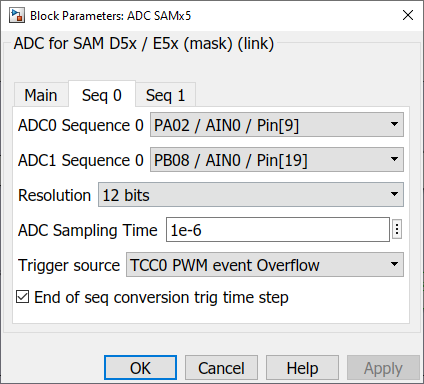 Block Parameters: ADC SAMx5
ADC for SAM D5x / E5x (mask) (link)
Main Seq 0 Seq 1
ADC0 Sequence 0 PA02 / AIN0 / Pin[9]
ADC1 Sequence 0 PB08 / AIN0 / Pin[19]
Resolution 12 bits
ADC Sampling Time 1e-6
Trigger source TCC0 PWM event Overflow
End of seq conversion trig time step
OK Cancel Help Apply